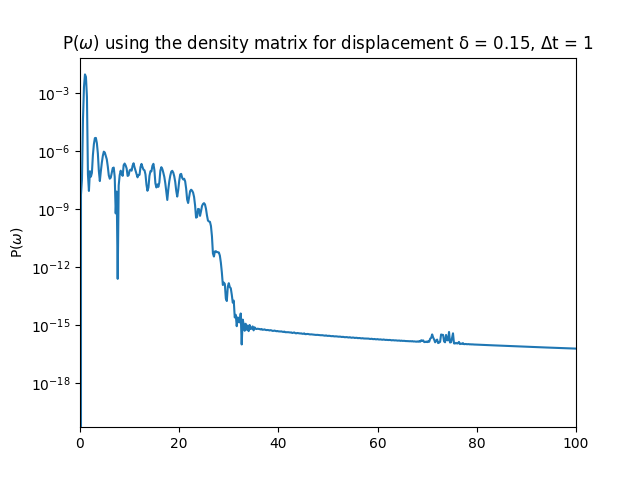 P(ω) using the density matrix for displacement δ = 0.15, Δt = 1
P(ω)
10⁻³
10⁻⁶
10⁻⁹
10⁻¹²
10⁻¹⁵
10⁻¹⁸
0 20 40 60 80 100